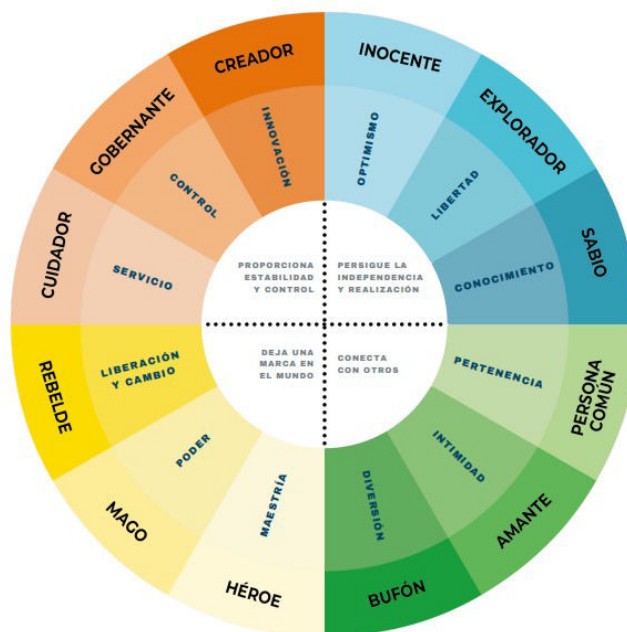 CREADOR
INOCENTE
EXPLORADOR
SABIO
PERSONA
COMÚN
AMANTE
BUFÓN
HÉROE
MAGO
REBELDE
CUIDADOR
GOBERNANTE
INNOVACIÓN
OPTIMISMO
LIBERTAD
CONOCIMIENTO
PERTENENCIA
INTIMIDAD
DIVERSIÓN
MAESTRÍA
PODER
LIBERACIÓN
Y CAMBIO
SERVICIO
CONTROL
PROPORCIONA
ESTABILIDAD
Y CONTROL
PERSIGUE LA
INDEPENDENCIA
Y REALIZACIÓN
DEJA UNA
MARCA EN
EL MUNDO
CONECTA
CON OTROS